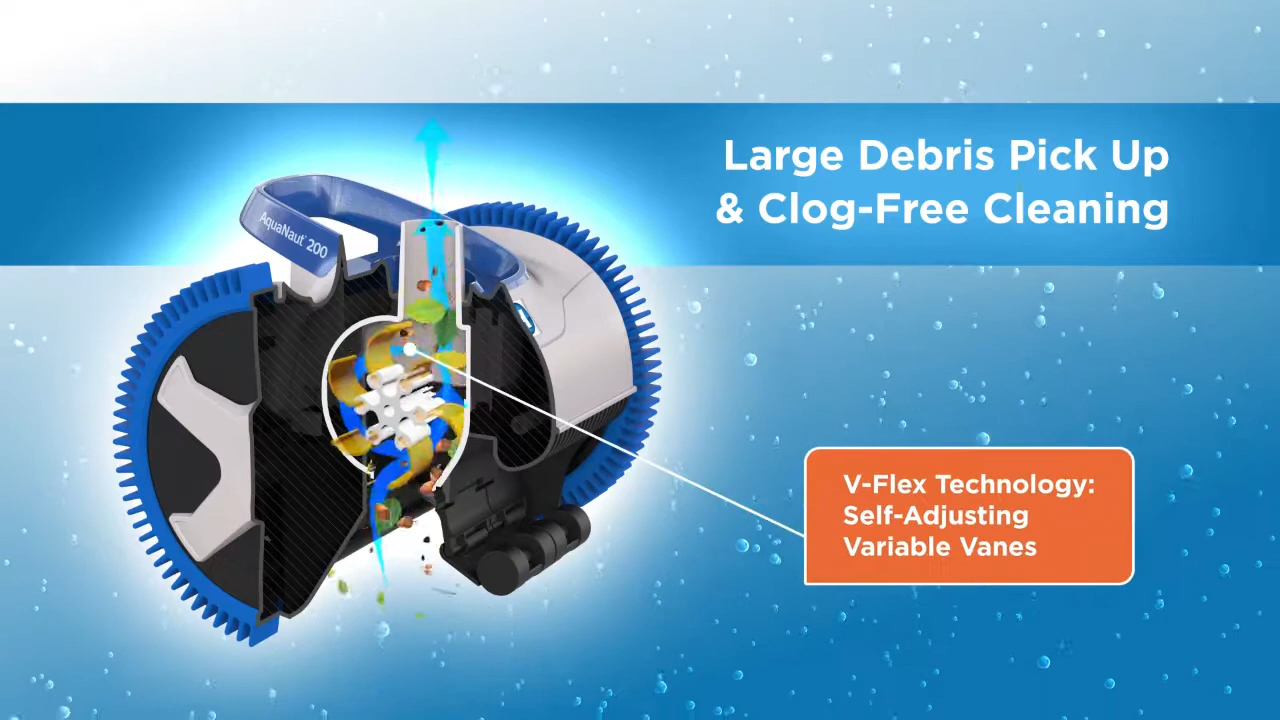 Large Debris Pick Up
& Clog-Free Cleaning
AquaNaut® 200
V-Flex Technology:
Self-Adjusting
Variable Vanes